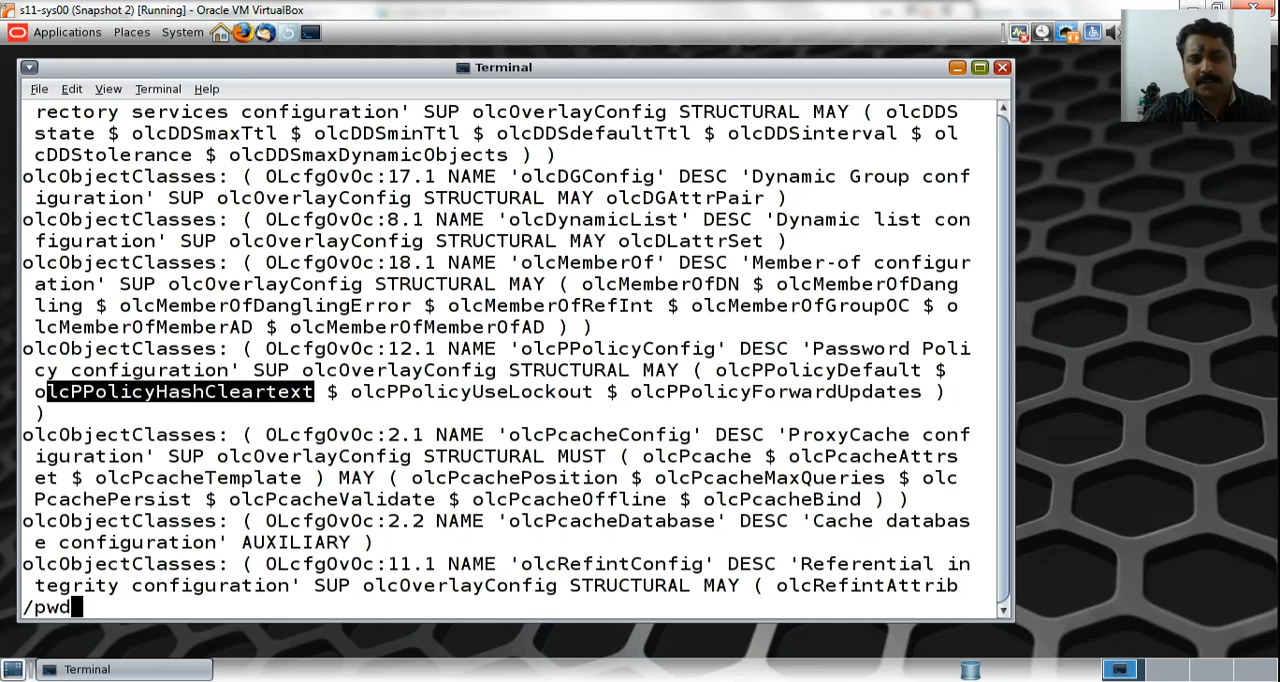 s11-sys00 (Snapshot 2) [Running] - Oracle VM VirtualBox
Applications Places System
Terminal
File Edit View Terminal Help
rectory services configuration' SUP olcOverlayConfig STRUCTURAL MAY ( olcDDS
state $ olcDDSmaxTtl $ olcDDSminTtl $ olcDDSdefaultTtl $ olcDDSinterval $ ol
cDDStolerance $ olcDDSmaxDynamicObjects ) )
olcObjectClasses: ( OLcfgOvOc:17.1 NAME 'olcDGConfig' DESC 'Dynamic Group conf
iguration' SUP olcOverlayConfig STRUCTURAL MAY olcDGAttrPair )
olcObjectClasses: ( OLcfgOvOc:8.1 NAME 'olcDynamicList' DESC 'Dynamic list con
figuration' SUP olcOverlayConfig STRUCTURAL MAY olcDLattrSet )
olcObjectClasses: ( OLcfgOvOc:18.1 NAME 'olcMemberOf' DESC 'Member-of configur
ation' SUP olcOverlayConfig STRUCTURAL MAY ( olcMemberOfDN $ olcMemberOfDang
ling $ olcMemberOfDanglingError $ olcMemberOfRefInt $ olcMemberOfGroupOC $ o
lcMemberOfMemberAD $ olcMemberOfMemberOfAD ) )
olcObjectClasses: ( OLcfgOvOc:12.1 NAME 'olcPPolicyConfig' DESC 'Password Poli
cy configuration' SUP olcOverlayConfig STRUCTURAL MAY ( olcPPolicyDefault $
olcPPolicyHashCleartext $ olcPPolicyUseLockout $ olcPPolicyForwardUpdates )
)
olcObjectClasses: ( OLcfgOvOc:2.1 NAME 'olcPcacheConfig' DESC 'ProxyCache conf
iguration' SUP olcOverlayConfig STRUCTURAL MUST ( olcPcache $ olcPcacheAttrs
et $ olcPcacheTemplate ) MAY ( olcPcachePosition $ olcPcacheMaxQueries $ olc
PcachePersist $ olcPcacheValidate $ olcPcacheOffline $ olcPcacheBind ) )
olcObjectClasses: ( OLcfgOvOc:2.2 NAME 'olcPcacheDatabase' DESC 'Cache databas
e configuration' AUXILIARY )
olcObjectClasses: ( OLcfgOvOc:11.1 NAME 'olcRefintConfig' DESC 'Referential in
tegrity configuration' SUP olcOverlayConfig STRUCTURAL MAY ( olcRefintAttrib
/pwd
Terminal